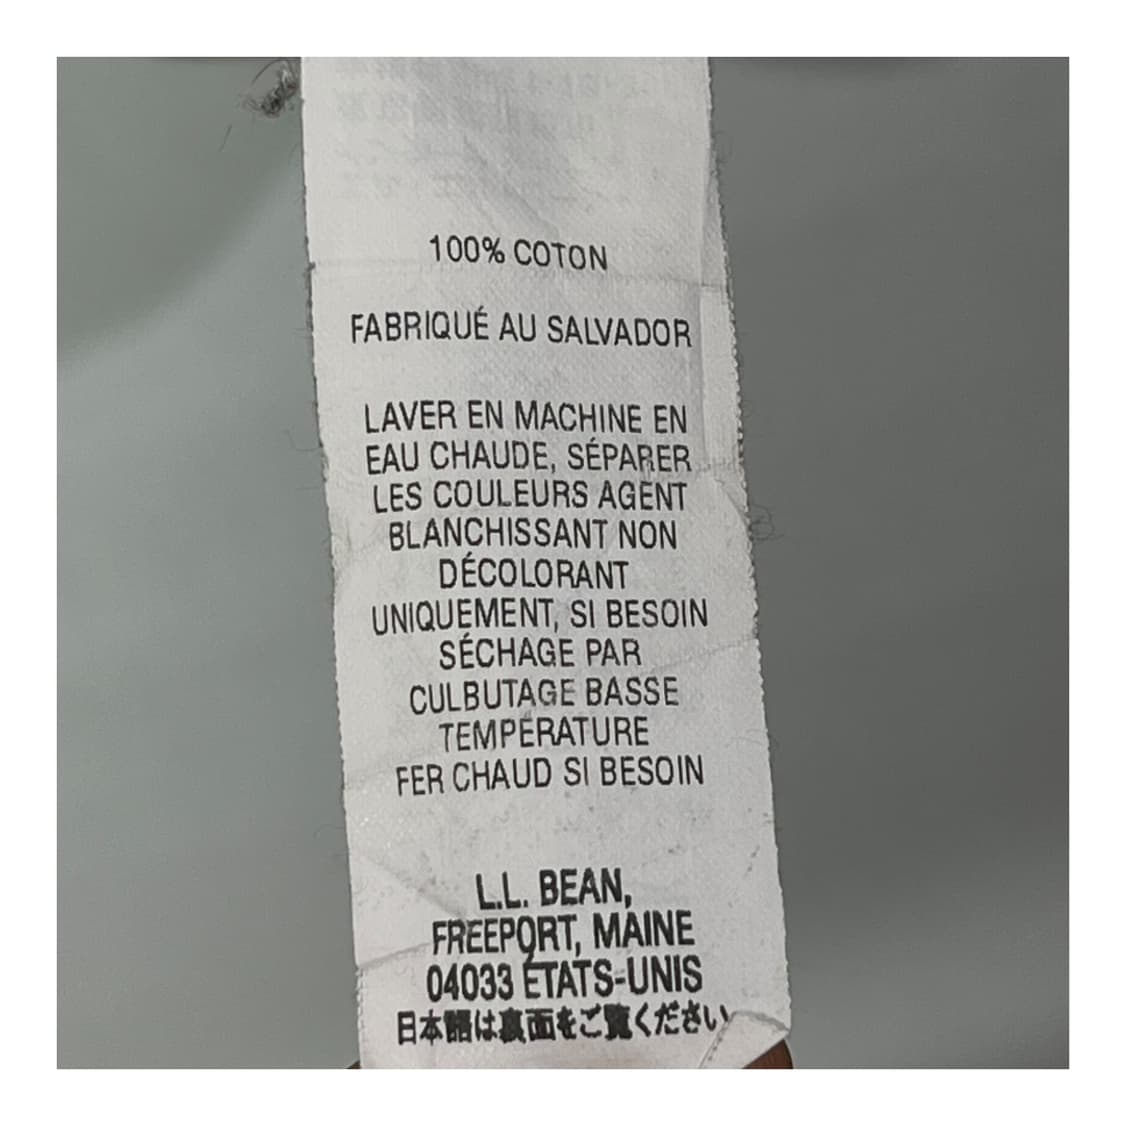 100% COTON
FABRIQUÉ AU SALVADOR
LAVER EN MACHINE EN
EAU CHAUDE, SÉPARER
LES COULEURS AGENT
BLANCHISSANT NON
DÉCOLORANT
UNIQUEMENT, SI BESOIN
SÉCHAGE PAR
CULBUTAGE BASSE
TEMPÉRATURE
FER CHAUD SI BESOIN
L.L. BEAN,
FREEPORT, MAINE
04033 ÉTATS-UNIS
日本語は裏面をご覧ください